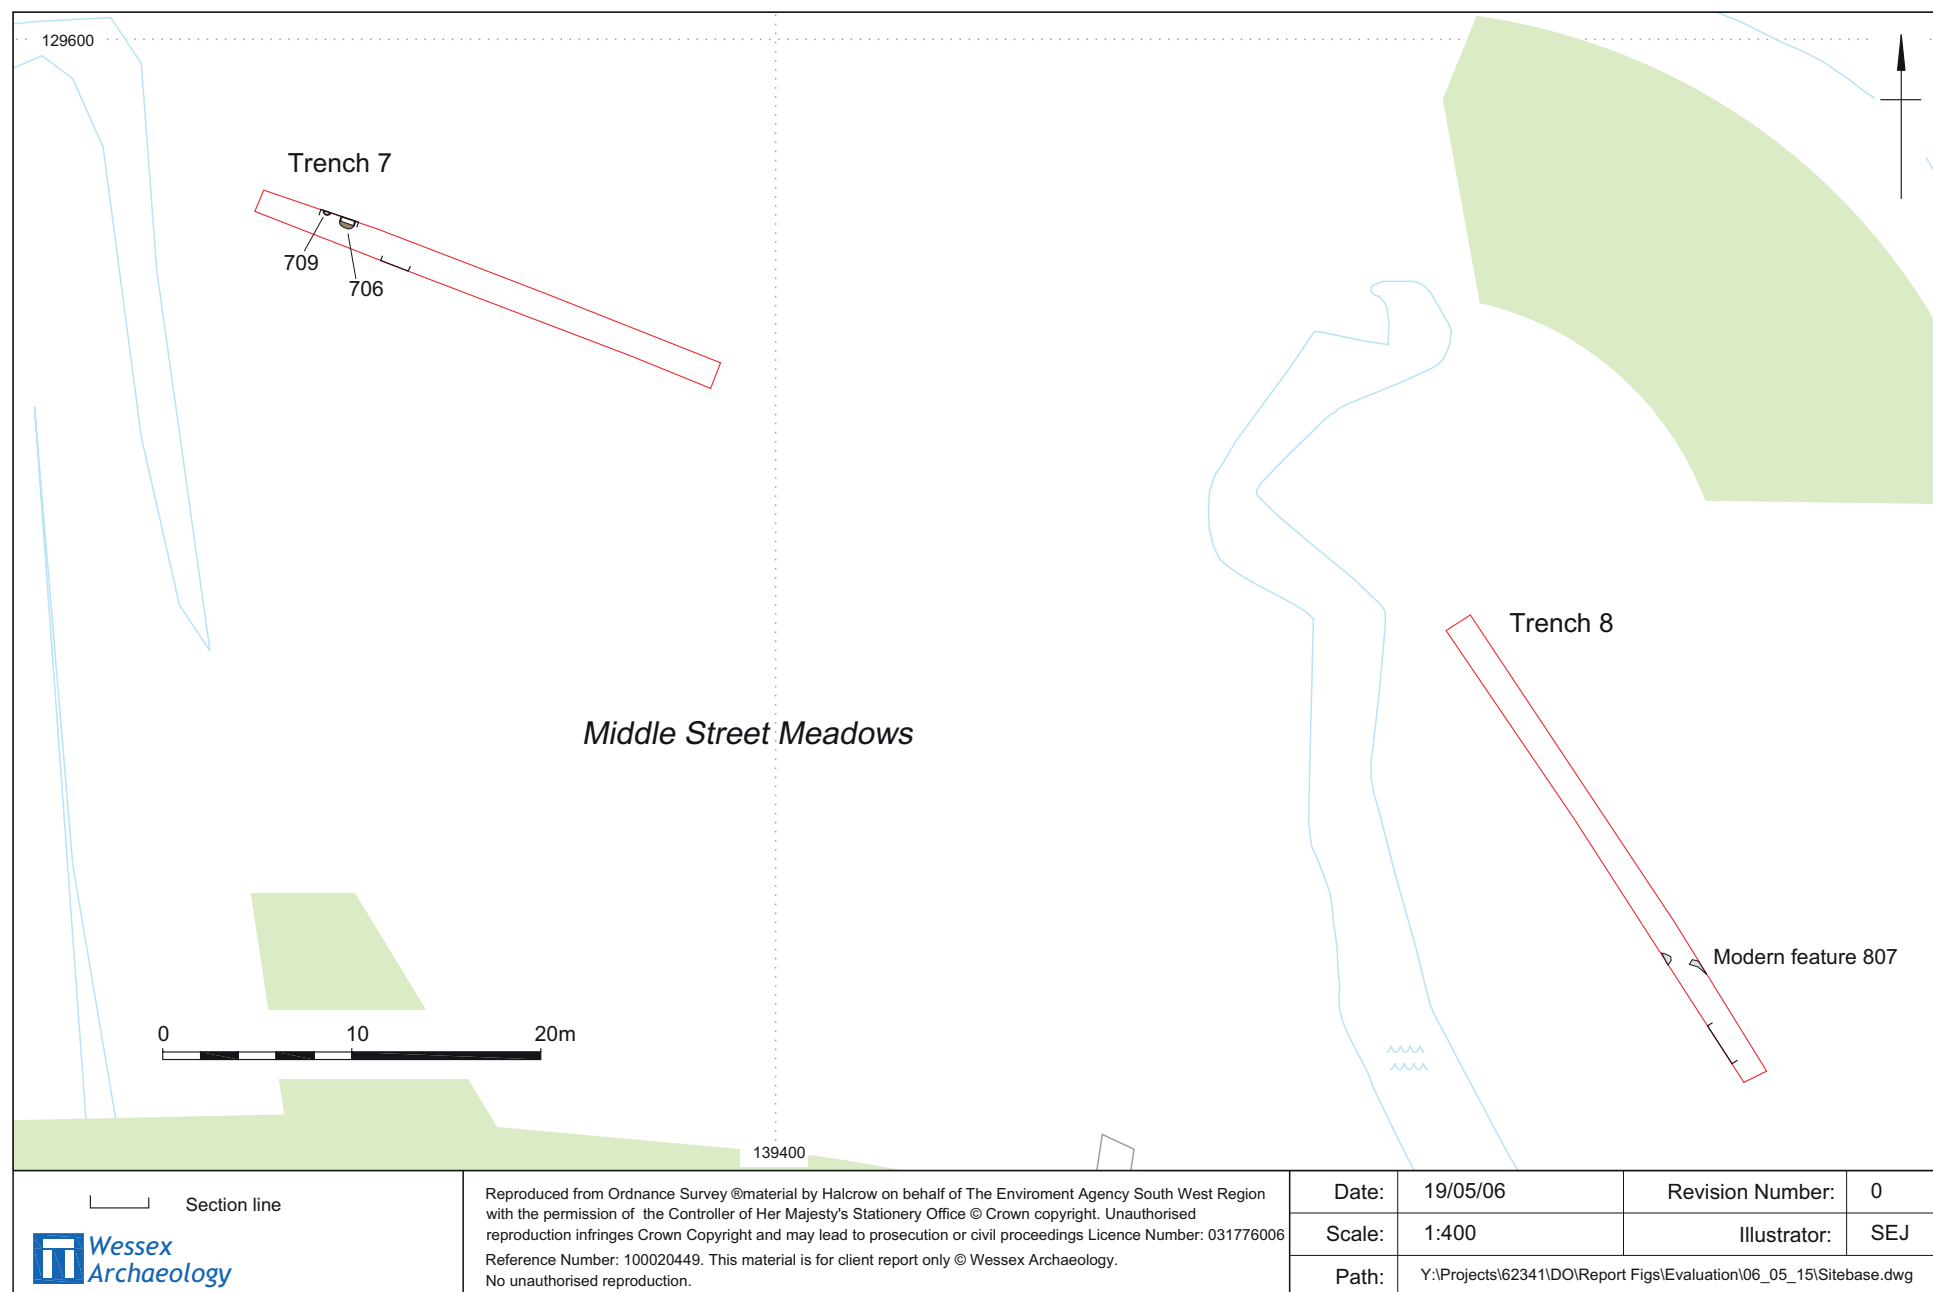 129600
Trench 7
709
706
Trench 8
Middle Street Meadows
Modern feature 807
0 10 20m
139400
Section line
Wessex
Archaeology
Reproduced from Ordnance Survey ®material by Halcrow on behalf of The Enviroment Agency South West Region
with the permission of the Controller of Her Majesty's Stationery Office © Crown copyright. Unauthorised
reproduction infringes Crown Copyright and may lead to prosecution or civil proceedings Licence Number: 031776006
Reference Number: 100020449. This material is for client report only © Wessex Archaeology.
No unauthorised reproduction.
Date: 19/05/06 Revision Number: 0
Scale: 1:400 Illustrator: SEJ
Path: Y:\Projects\62341\DO\Report Figs\Evaluation\06_05_15\Sitebase.dwg